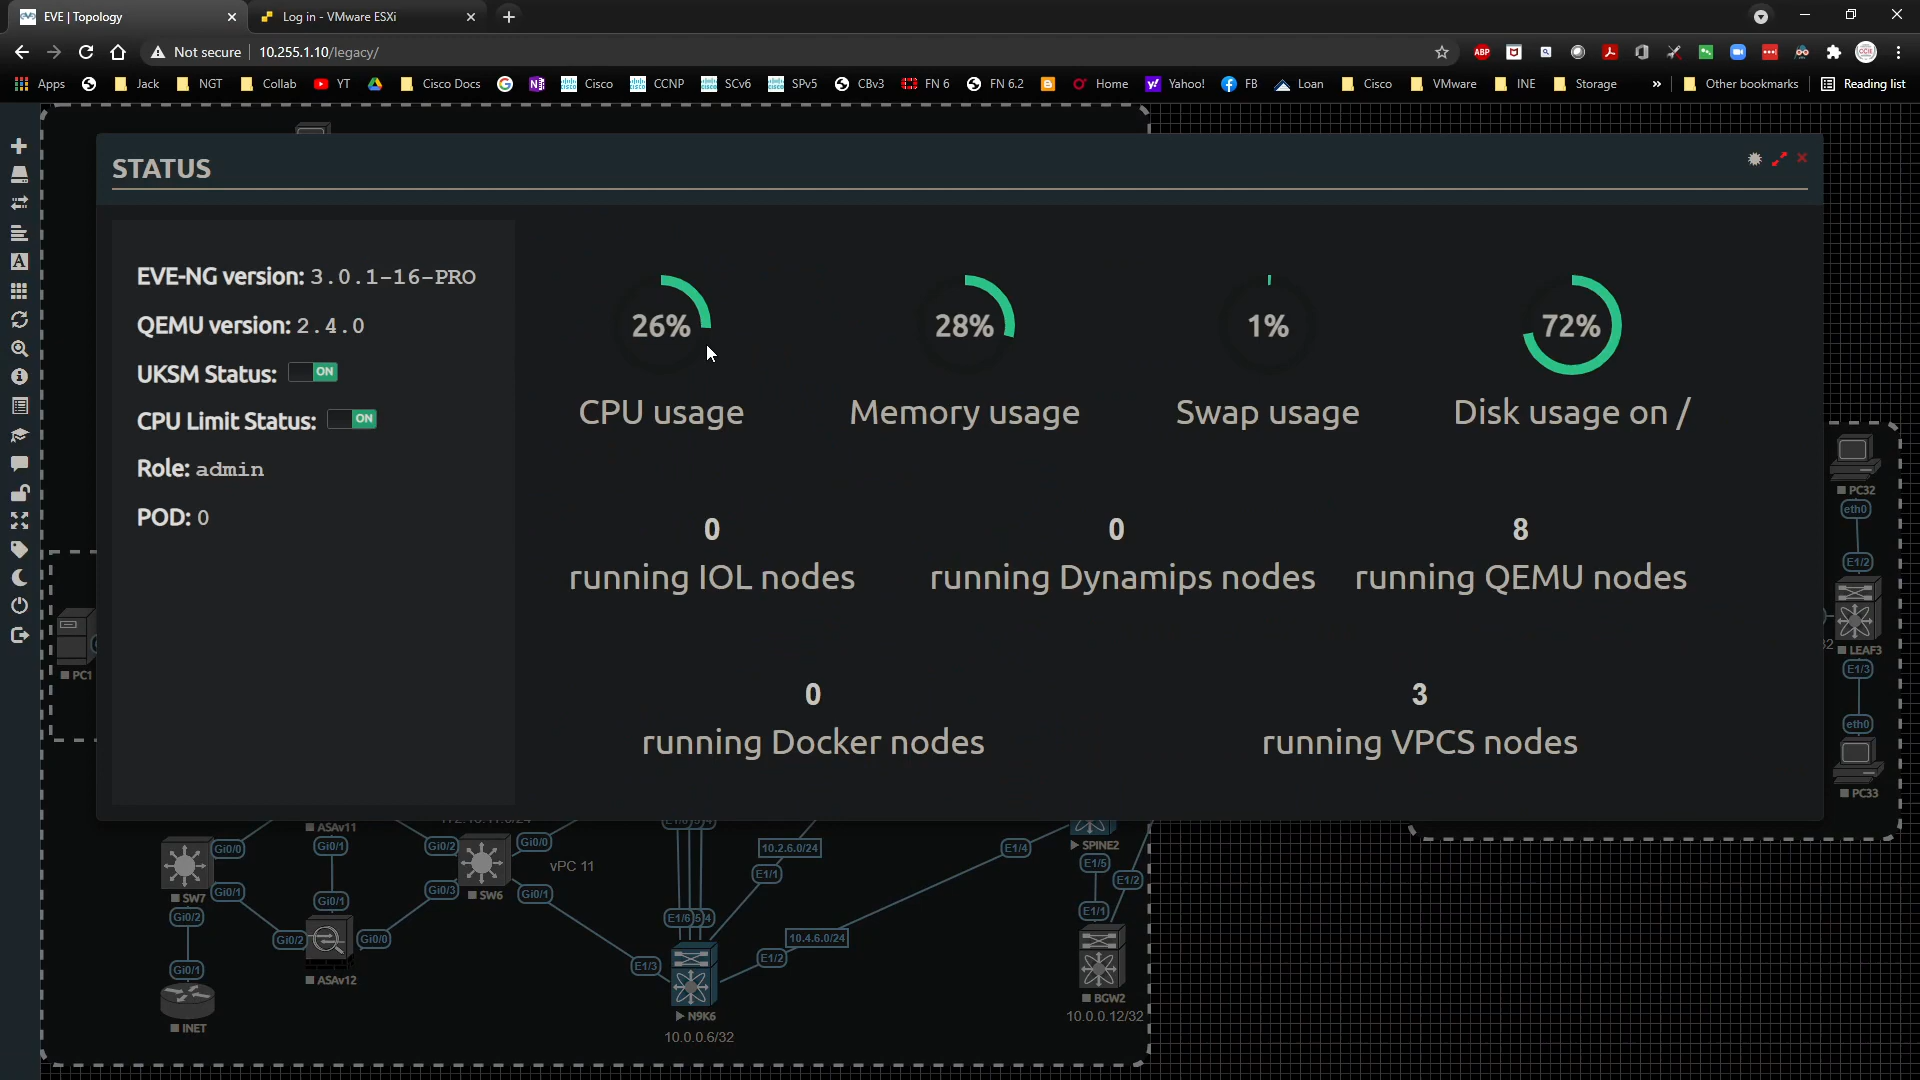 EVE | Topology
Log in - VMware ESXi
Not secure
10.255.1.10/legacy/
ABP
Apps
Jack
NGT
Collab
YT
Cisco Docs
Cisco
CCNP
SCv6
SPv5
CBv3
FN 6
FN 6.2
Home
Yahoo!
FB
Loan
Cisco
VMware
INE
Storage
»
Other bookmarks
Reading list
STATUS
EVE-NG version: 3.0.1-16-PRO
QEMU version: 2.4.0
UKSM Status: ON
CPU Limit Status: ON
Role: admin
POD: 0
26%
CPU usage
28%
Memory usage
1%
Swap usage
72%
Disk usage on /
0
running IOL nodes
0
running Dynamips nodes
8
running QEMU nodes
0
running Docker nodes
3
running VPCS nodes
PC32
eth0
E1/2
LEAF3
E1/3
eth0
PC33
PC1
ASAv11
Gi0/0
Gi0/1
Gi0/2
Gi0/0
vPC 11
10.2.6.0/24
E1/4
SPINE2
E1/5
E1/1
E1/2
SW7
Gi0/1
Gi0/3
SW6
Gi0/1
Gi0/1
Gi0/2
E1/6
E1/1
Gi0/2
Gi0/0
10.4.6.0/24
Gi0/1
ASAv12
E1/3
E1/2
INET
N9K6
10.0.0.6/32
BGW2
10.0.0.12/32